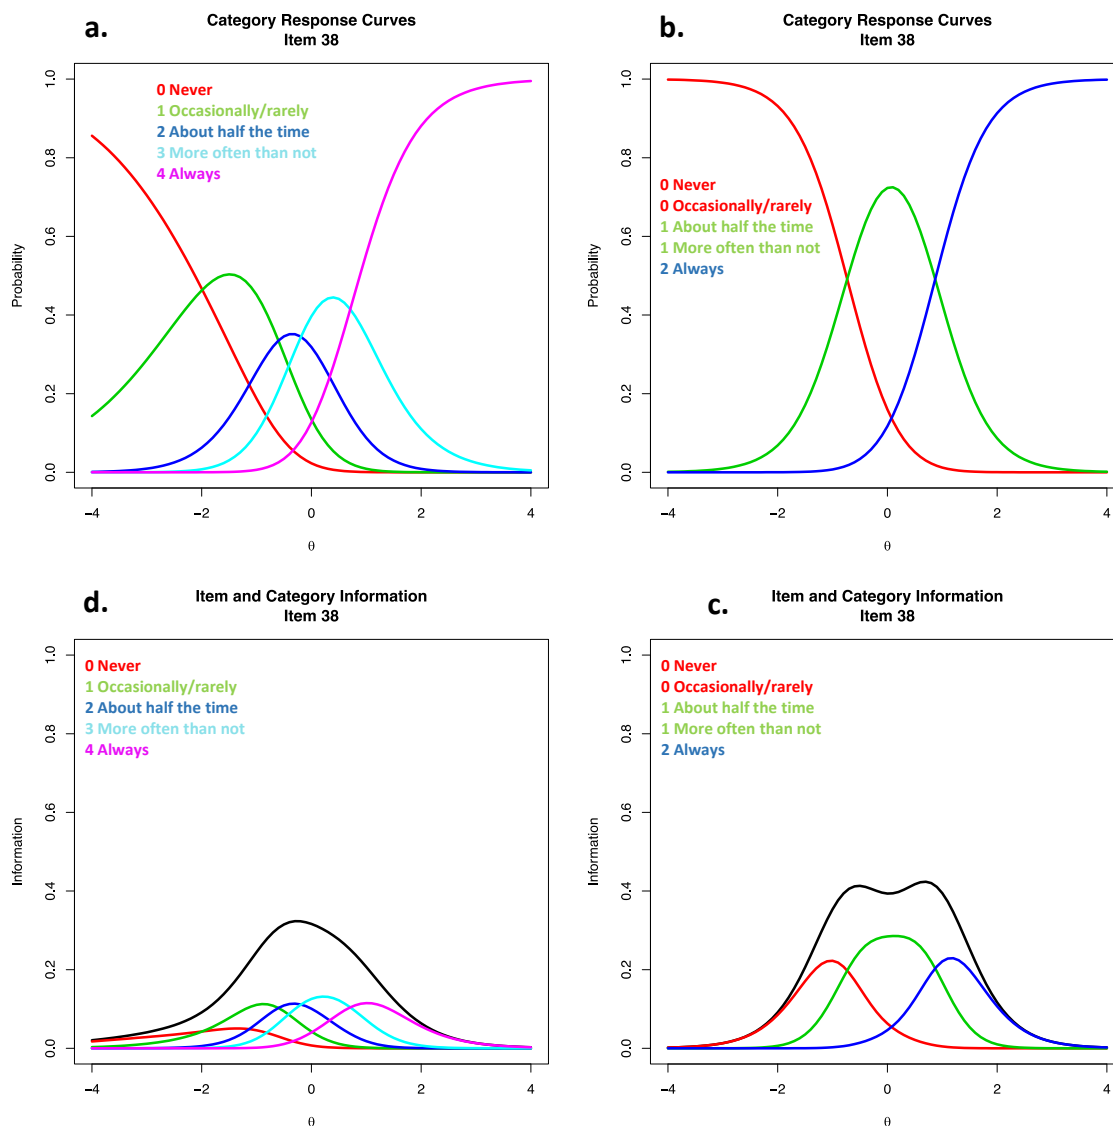 a.
Category Response Curves
Item 38
0 Never
1 Occasionally/rarely
2 About half the time
3 More often than not
4 Always
Probability
0.0 0.2 0.4 0.6 0.8 1.0
−4 −2 0 2 4
θ
b.
Category Response Curves
Item 38
0 Never
0 Occasionally/rarely
1 About half the time
1 More often than not
2 Always
Probability
0.0 0.2 0.4 0.6 0.8 1.0
−4 −2 0 2 4
θ
d.
Item and Category Information
Item 38
0 Never
1 Occasionally/rarely
2 About half the time
3 More often than not
4 Always
Information
0.0 0.2 0.4 0.6 0.8 1.0
−4 −2 0 2 4
θ
c.
Item and Category Information
Item 38
0 Never
0 Occasionally/rarely
1 About half the time
1 More often than not
2 Always
Information
0.0 0.2 0.4 0.6 0.8 1.0
−4 −2 0 2 4
θ